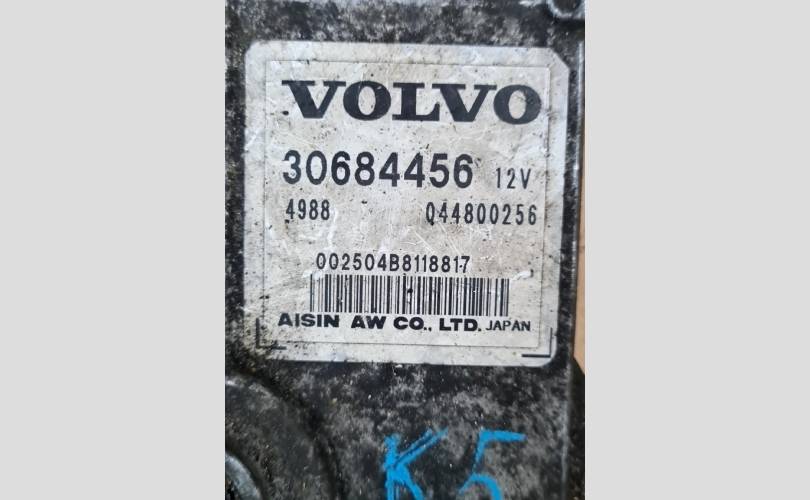 VOLVO
30684456 12V
4988 Q44800256
002504B8118817
AISIN AW CO., LTD. JAPAN
K5